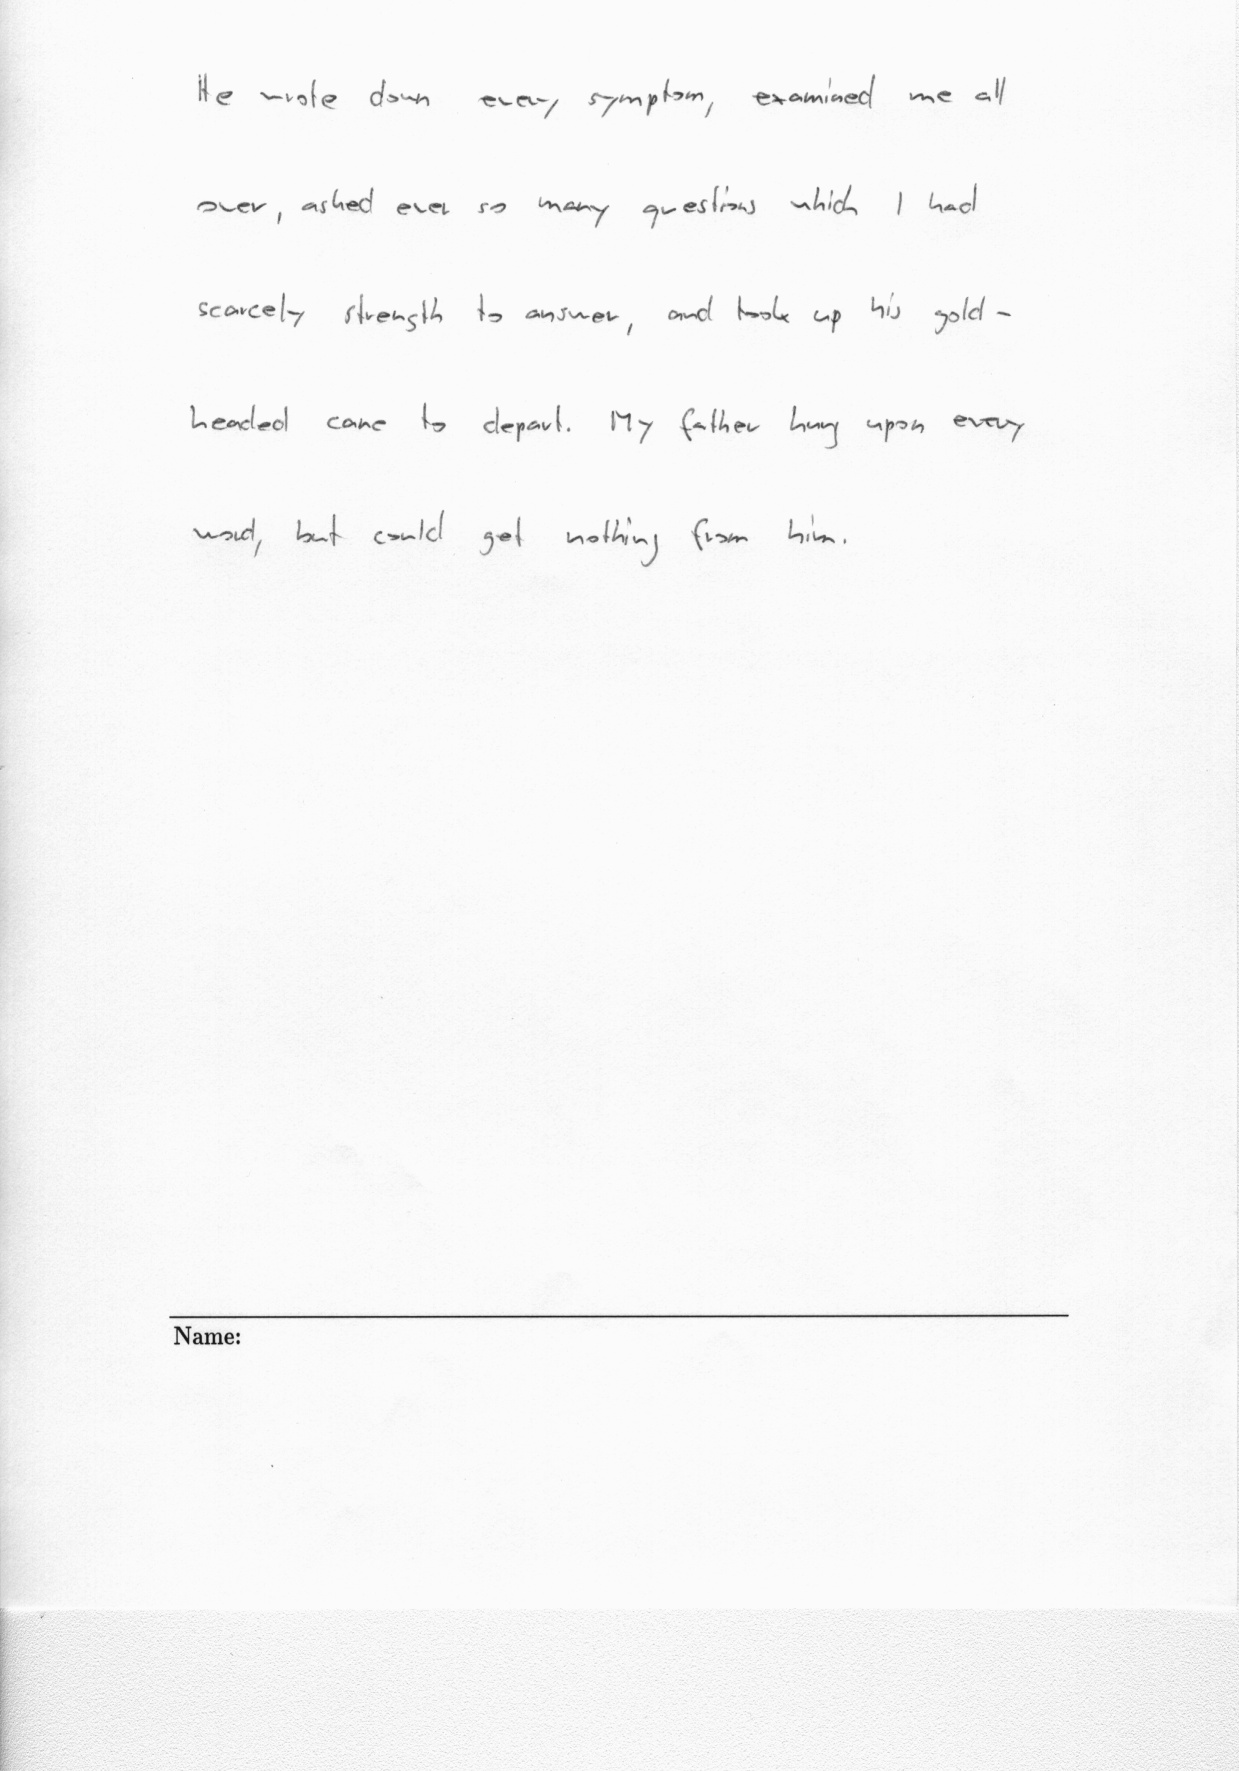 He wrote down every symptom, examined me all
over, asked ever so many questions which I had
scarcely strength to answer, and took up his gold-
headed cane to depart. My father hung upon every
word, but could get nothing from him.
Name: